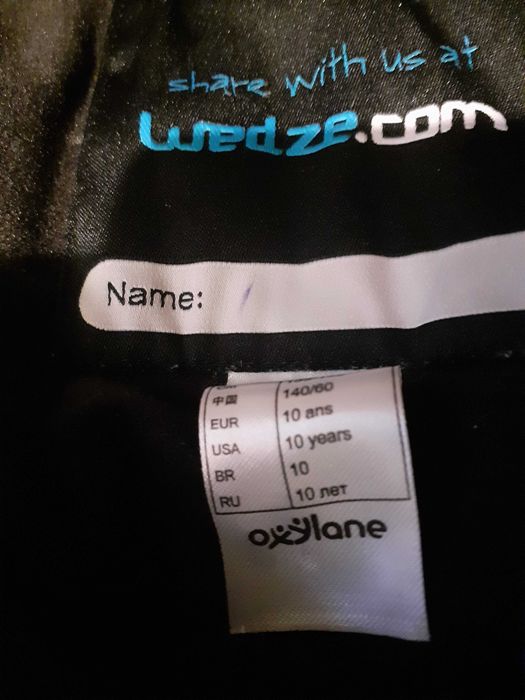 share with us at
wedze.com
Name:
中国 140/60
EUR 10 ans
USA 10 years
BR 10
RU 10 лет
oxylane